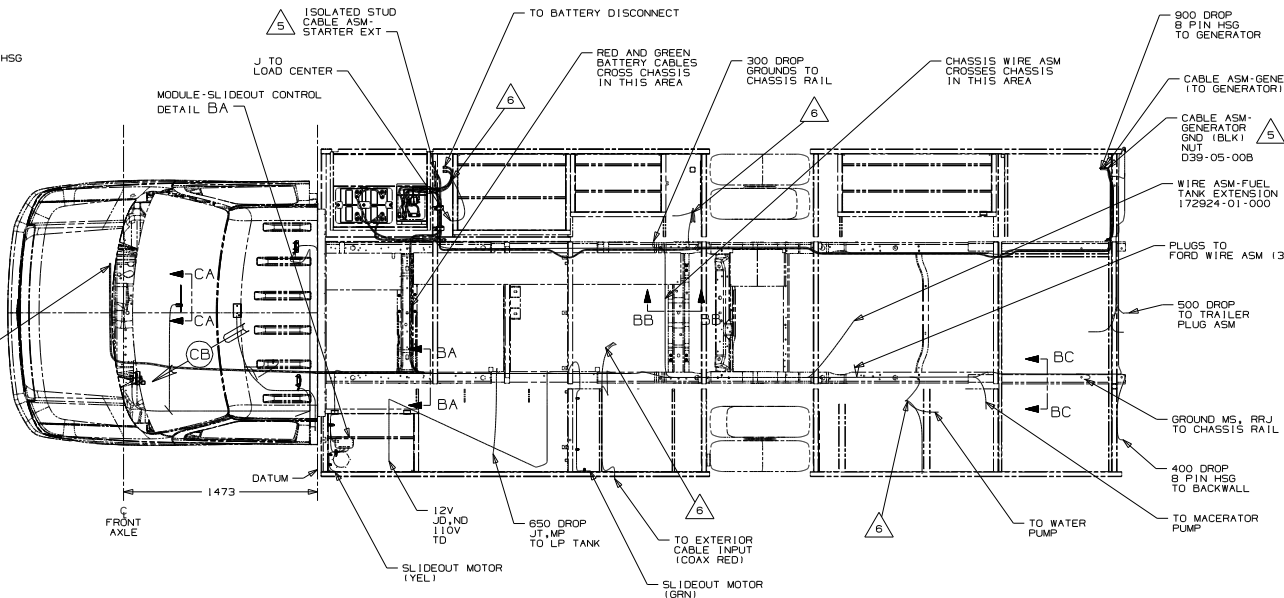 HSG
5
ISOLATED STUD
CABLE ASM-
STARTER EXT
TO BATTERY DISCONNECT
J TO
LOAD CENTER
RED AND GREEN
BATTERY CABLES
CROSS CHASSIS
IN THIS AREA
MODULE-SLIDEOUT CONTROL
DETAIL BA
6
300 DROP
GROUNDS TO
CHASSIS RAIL
6
CHASSIS WIRE ASM
CROSSES CHASSIS
IN THIS AREA
900 DROP
8 PIN HSG
TO GENERATOR
CABLE ASM-GENE
(TO GENERATOR)
CABLE ASM-
GENERATOR
GND (BLK)
NUT
D39-05-00B
5
WIRE ASM-FUEL
TANK EXTENSION
172924-01-000
PLUGS TO
FORD WIRE ASM (3
500 DROP
TO TRAILER
PLUG ASM
CA
CA
CB
BB
BB
BA
BA
BC
BC
GROUND MS, RRJ
TO CHASSIS RAIL
400 DROP
8 PIN HSG
TO BACKWALL
TO MACERATOR
PUMP
TO WATER
PUMP
6
6
DATUM
1473
FRONT
AXLE
12V
JD,ND
110V
TD
650 DROP
JT,MP
TO LP TANK
TO EXTERIOR
CABLE INPUT
(COAX RED)
SLIDEOUT MOTOR
(YEL)
SLIDEOUT MOTOR
(GRN)